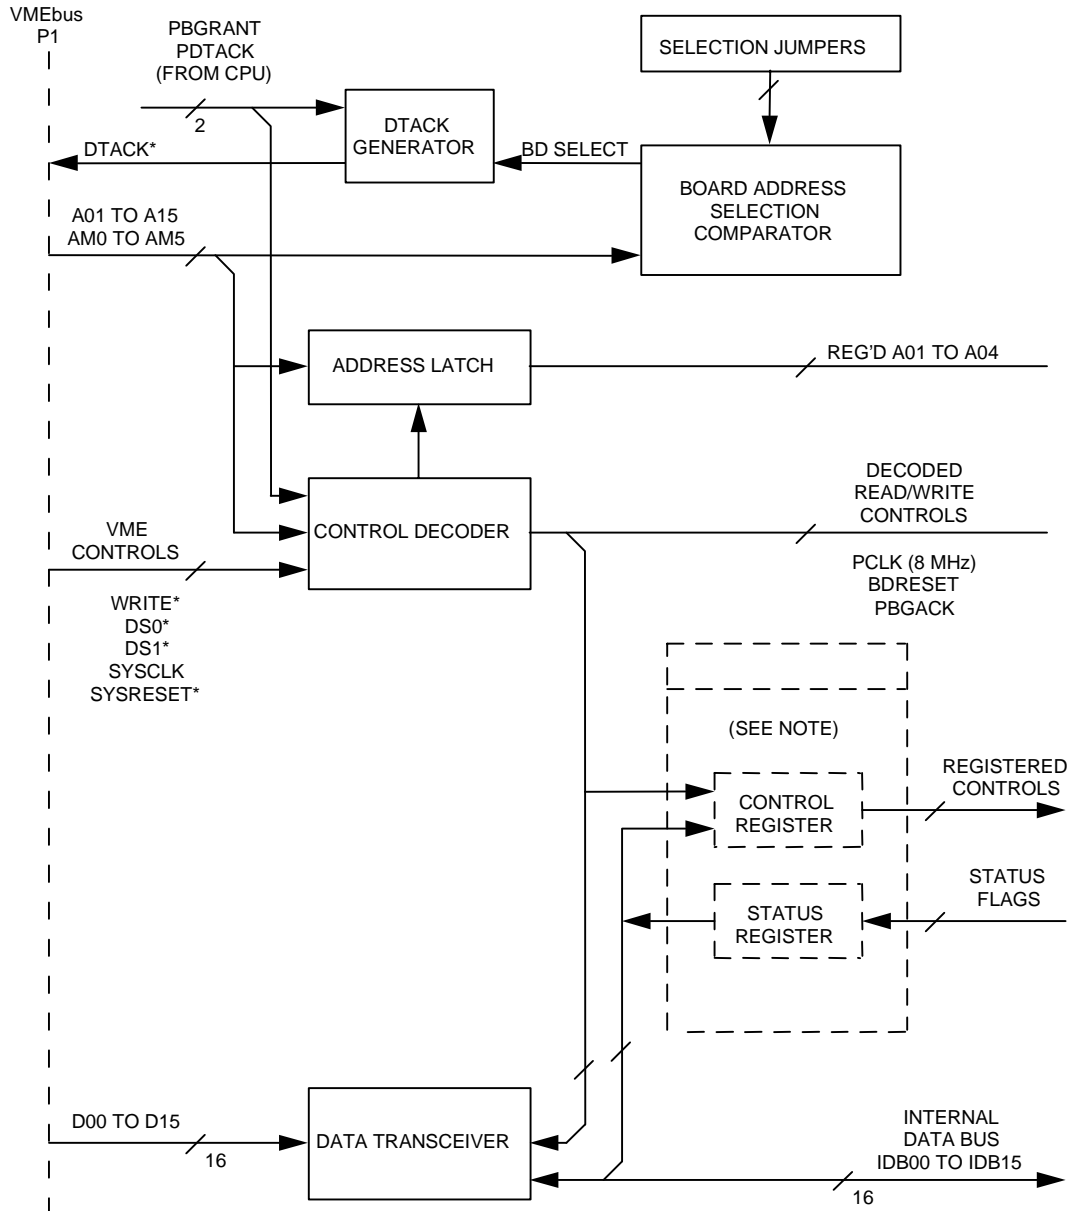 VMEbus
P1
PBGRANT
PDTACK
(FROM CPU)
2
SELECTION JUMPERS
DTACK
GENERATOR
DTACK*
BD SELECT
BOARD ADDRESS
SELECTION
COMPARATOR
A01 TO A15
AM0 TO AM5
ADDRESS LATCH
REG'D A01 TO A04
CONTROL DECODER
DECODED
READ/WRITE
CONTROLS
PCLK (8 MHz)
BDRESET
PBGACK
VME
CONTROLS
WRITE*
DS0*
DS1*
SYSCLK
SYSRESET*
(SEE NOTE)
CONTROL
REGISTER
REGISTERED
CONTROLS
STATUS
REGISTER
STATUS
FLAGS
D00 TO D15
16
DATA TRANSCEIVER
INTERNAL
DATA BUS
IDB00 TO IDB15
16